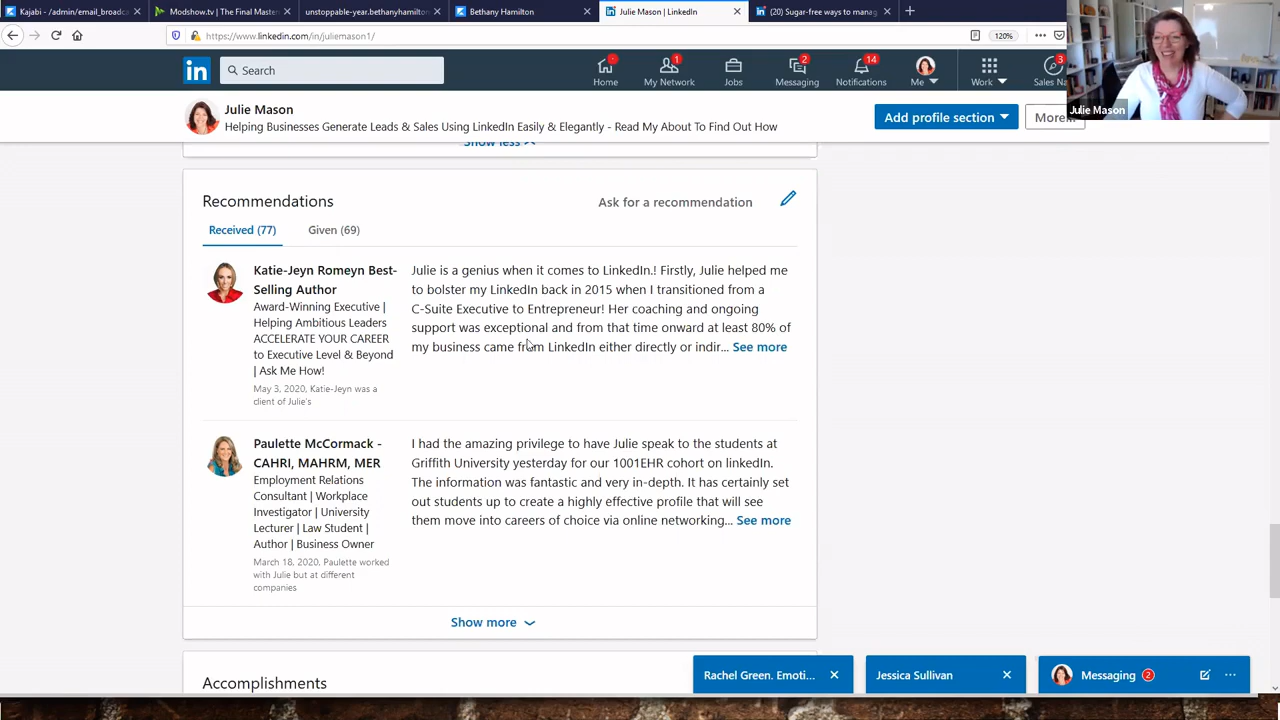 Kajabi - /admin/email_broadca
Modshow.tv | The Final Master
unstoppable-year.bethanyhamilton
Bethany Hamilton
Julie Mason | LinkedIn
(20) Sugar-free ways to manag
https://www.linkedin.com/in/juliemason1/
120%
in
Search
Home
My Network
1
Jobs
Messaging
2
Notifications
14
Me
Work
Sales Na
3
Julie Mason
Julie Mason
Helping Businesses Generate Leads & Sales Using LinkedIn Easily & Elegantly - Read My About To Find Out How
Add profile section
More...
Show less
Recommendations
Ask for a recommendation
Received (77)
Given (69)
Katie-Jeyn Romeyn Best-
Selling Author
Award-Winning Executive |
Helping Ambitious Leaders
ACCELERATE YOUR CAREER
to Executive Level & Beyond
| Ask Me How!
May 3, 2020, Katie-Jeyn was a
client of Julie's
Julie is a genius when it comes to LinkedIn.! Firstly, Julie helped me
to bolster my LinkedIn back in 2015 when I transitioned from a
C-Suite Executive to Entrepreneur! Her coaching and ongoing
support was exceptional and from that time onward at least 80% of
my business came from LinkedIn either directly or indir... See more
Paulette McCormack -
CAHRI, MAHRM, MER
Employment Relations
Consultant | Workplace
Investigator | University
Lecturer | Law Student |
Author | Business Owner
March 18, 2020, Paulette worked
with Julie but at different
companies
I had the amazing privilege to have Julie speak to the students at
Griffith University yesterday for our 1001EHR cohort on linkedIn.
The information was fantastic and very in-depth. It has certainly set
out students up to create a highly effective profile that will see
them move into careers of choice via online networking... See more
Show more
Accomplishments
Rachel Green. Emoti...
Jessica Sullivan
Messaging 2